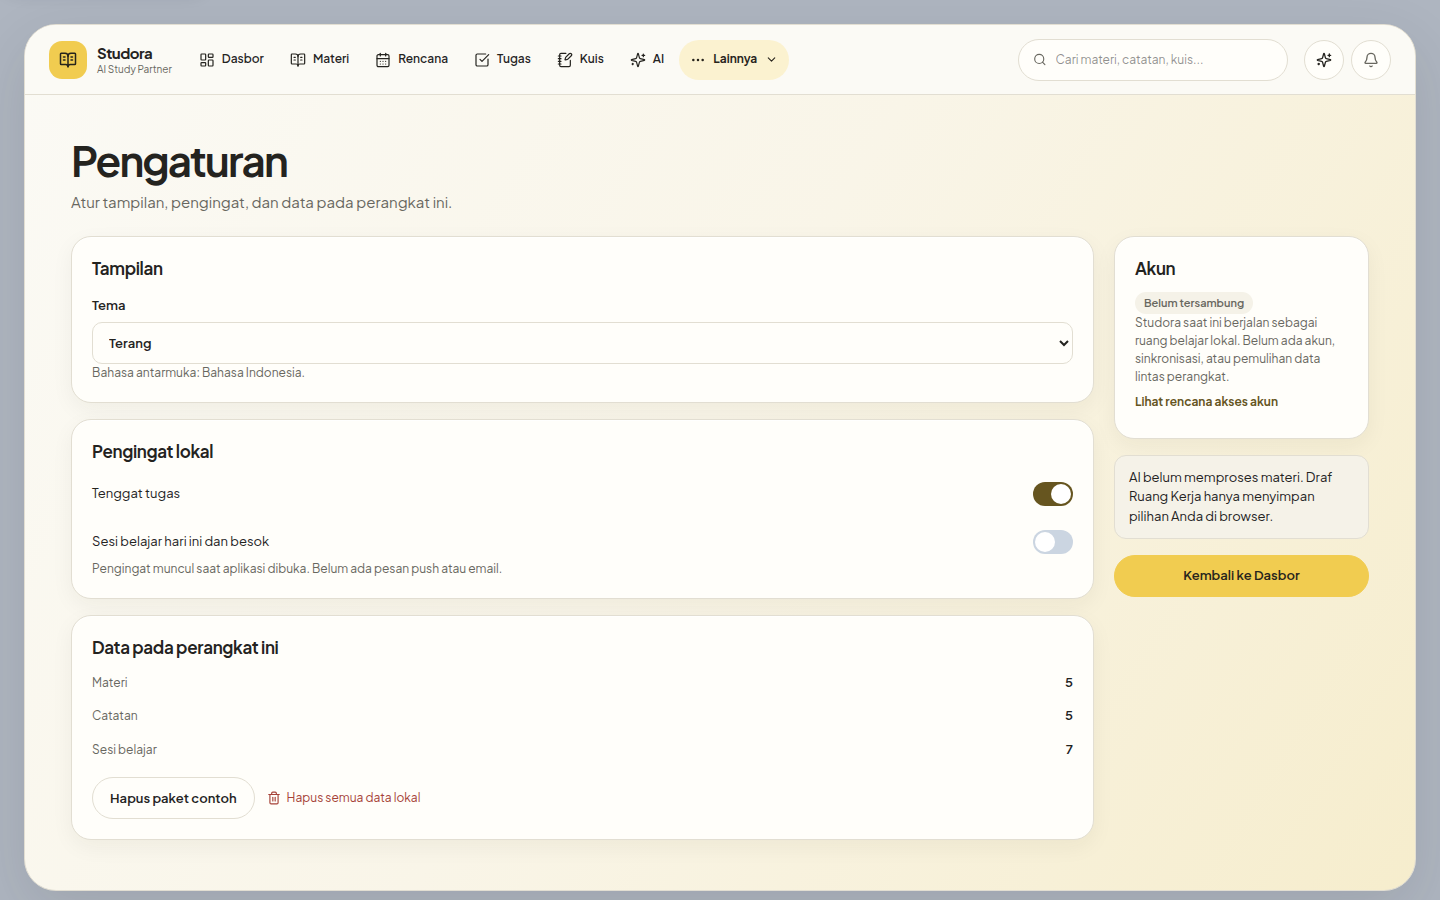 Studora
AI Study Partner
Dasbor
Materi
Rencana
Tugas
Kuis
AI
Lainnya
Cari materi, catatan, kuis...
Pengaturan
Atur tampilan, pengingat, dan data pada perangkat ini.
Tampilan
Tema
Terang
Bahasa antarmuka: Bahasa Indonesia.
Pengingat lokal
Tenggat tugas
Sesi belajar hari ini dan besok
Pengingat muncul saat aplikasi dibuka. Belum ada pesan push atau email.
Data pada perangkat ini
Materi 5
Catatan 5
Sesi belajar 7
Hapus paket contoh
Hapus semua data lokal
Akun
Belum tersambung
Studora saat ini berjalan sebagai
ruang belajar lokal. Belum ada akun,
sinkronisasi, atau pemulihan data
lintas perangkat.
Lihat rencana akses akun
AI belum memproses materi. Draf
Ruang Kerja hanya menyimpan
pilihan Anda di browser.
Kembali ke Dasbor